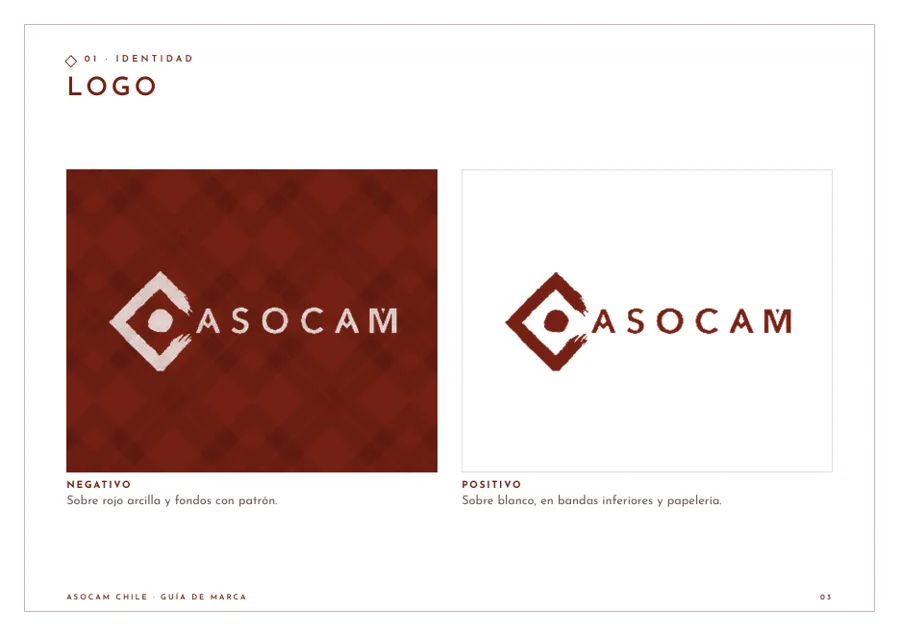 01 · IDENTIDAD
LOGO
ASOCAM
ASOCAM
NEGATIVO
Sobre rojo arcilla y fondos con patrón.
POSITIVO
Sobre blanco, en bandas inferiores y papelería.
ASOCAM CHILE · GUÍA DE MARCA
03